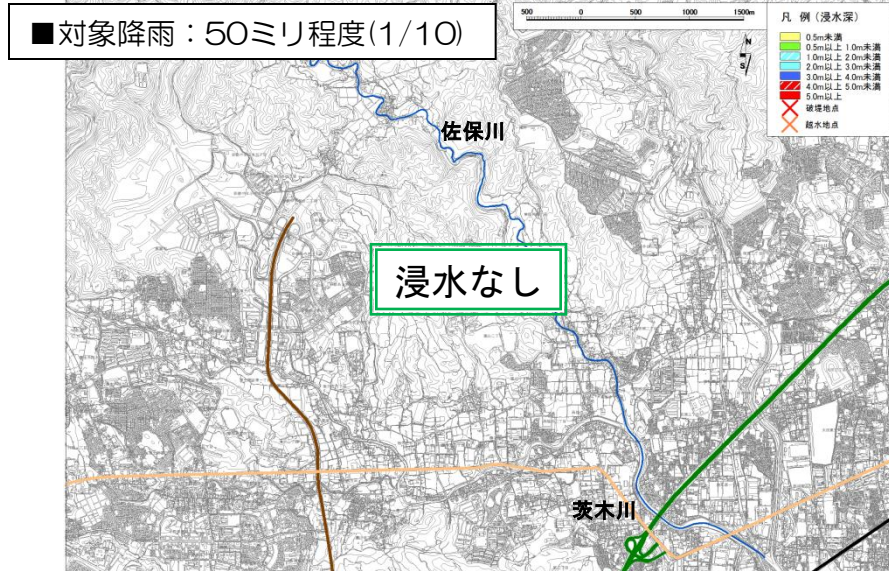 ■対象降雨：50ミリ程度(1/10)
500 0 500 1000 1500m
N
S
凡 例 (浸水深)
0.5m未満
0.5m以上 1.0m未満
1.0m以上 2.0m未満
2.0m以上 3.0m未満
3.0m以上 4.0m未満
4.0m以上 5.0m未満
5.0m以上
破堤地点
越水地点
佐保川
浸水なし
茨木川